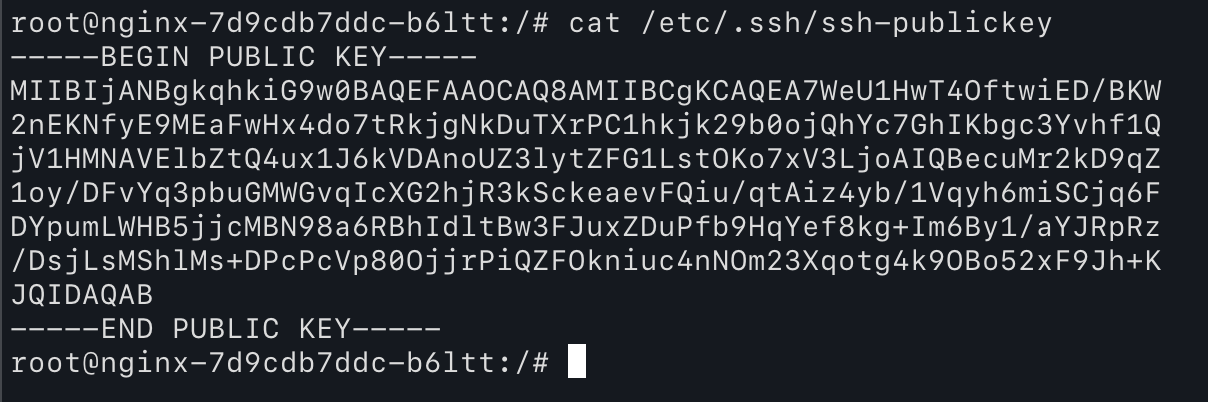 root@nginx-7d9cdb7ddc-b6ltt:/# cat /etc/.ssh/ssh-publickey
-----BEGIN PUBLIC KEY-----
MIIBIjANBgkqhkiG9w0BAQEFAAOCAQ8AMIIBCgKCAQEA7WeU1HwT4OftwiED/BKW
2nEKNfyE9MEaFwHx4do7tRkjgNkDuTXrPC1hkjk29b0ojQhYc7GhIKbgc3Yvhf1Q
jV1HMNAVElbZtQ4ux1J6kVDAnoUZ3lytZFG1LstOKo7xV3LjoAIQBecuMr2kD9qZ
1oy/DFvYq3pbuGMWGvqIcXG2hjR3kSckeaevFQiu/qtAiz4yb/1Vqyh6miSCjq6F
DYpumLWHB5jjcMBN98a6RBhIdltBw3FJuxZDuPfb9HqYef8kg+Im6By1/aYJRpRz
/DsjLsMShlMs+DPcPcVp80OjjrPiQZFOkniuc4nNOm23Xqotg4k9OBo52xF9Jh+K
JQIDAQAB
-----END PUBLIC KEY-----
root@nginx-7d9cdb7ddc-b6ltt:/#